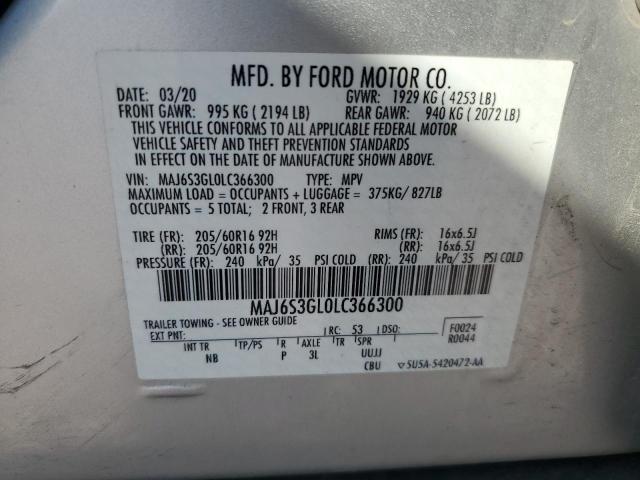 MFD. BY FORD MOTOR CO.
DATE: 03/20 GVWR: 1929 KG ( 4253 LB)
FRONT GAWR: 995 KG ( 2194 LB) REAR GAWR: 940 KG ( 2072 LB)
THIS VEHICLE CONFORMS TO ALL APPLICABLE FEDERAL MOTOR
VEHICLE SAFETY AND THEFT PREVENTION STANDARDS
IN EFFECT ON THE DATE OF MANUFACTURE SHOWN ABOVE.
VIN: MAJ6S3GL0LC366300 TYPE: MPV
MAXIMUM LOAD = OCCUPANTS + LUGGAGE = 375KG/ 827LB
OCCUPANTS = 5 TOTAL; 2 FRONT, 3 REAR
TIRE (FR): 205/60R16 92H RIMS (FR): 16x6.5J
(RR): 205/60R16 92H (RR): 16x6.5J
PRESSURE (FR): 240 kPa/ 35 PSI COLD (RR): 240 kPa/ 35 PSI COLD
MAJ6S3GL0LC366300
TRAILER TOWING - SEE OWNER GUIDE
EXT PNT: RC: 53 DSO: F0024
R0044
INT TR TP/PS R AXLE TR SPR
NB P 3L UUJJ
CBU ▽5U5A-5420472-AA